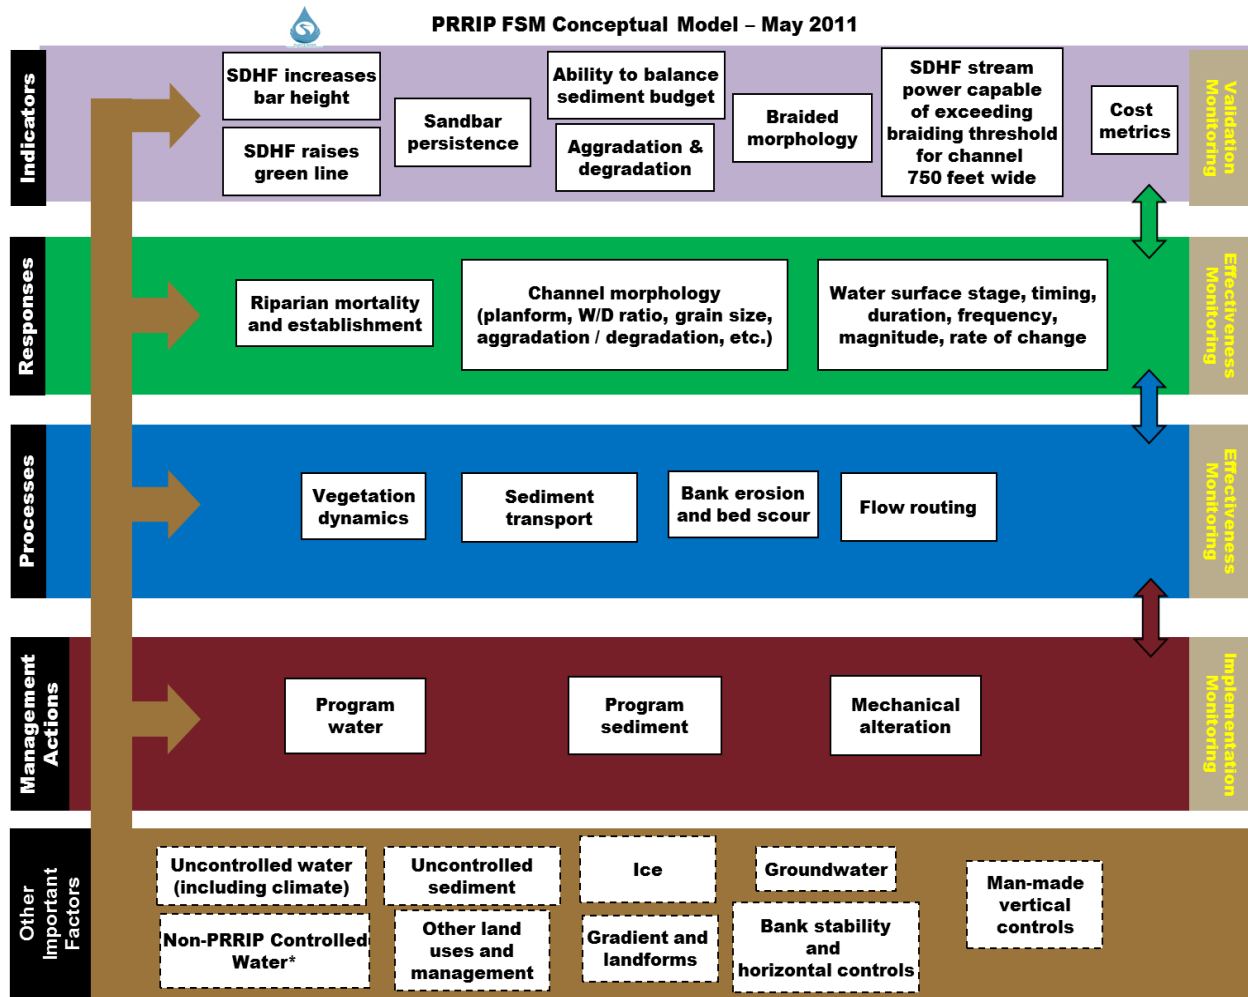 PRRIP FSM Conceptual Model – May 2011
Indicators
SDHF increases
bar height
SDHF raises
green line
Sandbar
persistence
Ability to balance
sediment budget
Aggradation &
degradation
Braided
morphology
SDHF stream
power capable
of exceeding
braiding threshold
for channel
750 feet wide
Cost
metrics
Validation
Monitoring
Responses
Riparian mortality
and establishment
Channel morphology
(planform, W/D ratio, grain size,
aggradation / degradation, etc.)
Water surface stage, timing,
duration, frequency,
magnitude, rate of change
Effectiveness
Monitoring
Processes
Vegetation
dynamics
Sediment
transport
Bank erosion
and bed scour
Flow routing
Effectiveness
Monitoring
Management
Actions
Program
water
Program
sediment
Mechanical
alteration
Implementation
Monitoring
Other
Important
Factors
Uncontrolled water
(including climate)
Uncontrolled
sediment
Ice
Groundwater
Man-made
vertical
controls
Non-PRRIP Controlled
Water*
Other land
uses and
management
Gradient and
landforms
Bank stability
and
horizontal controls